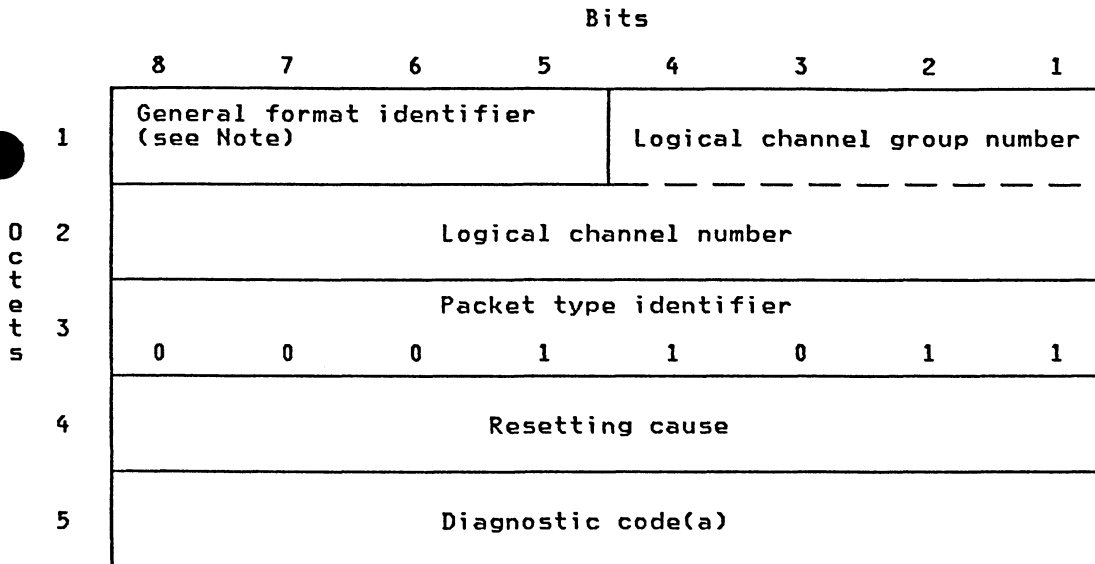 Bits
8 7 6 5 4 3 2 1
General format identifier
(see Note)
1
Logical channel group number
Octets
2
Logical channel number
Packet type identifier
3
0 0 0 1 1 0 1 1
4
Resetting cause
5
Diagnostic code(a)